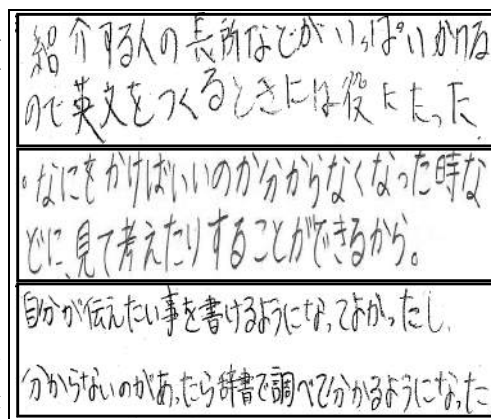 紹介する人の長所などがいっぱいかける
ので英文をつくるときには役にたった
・なにをかけばいいのか分からなくなった時な
どに、見て考えたりすることができるから。
自分が伝えたい事を書けるようになってよかったし、
分からないのがあったら辞書で調べて分かるようになった